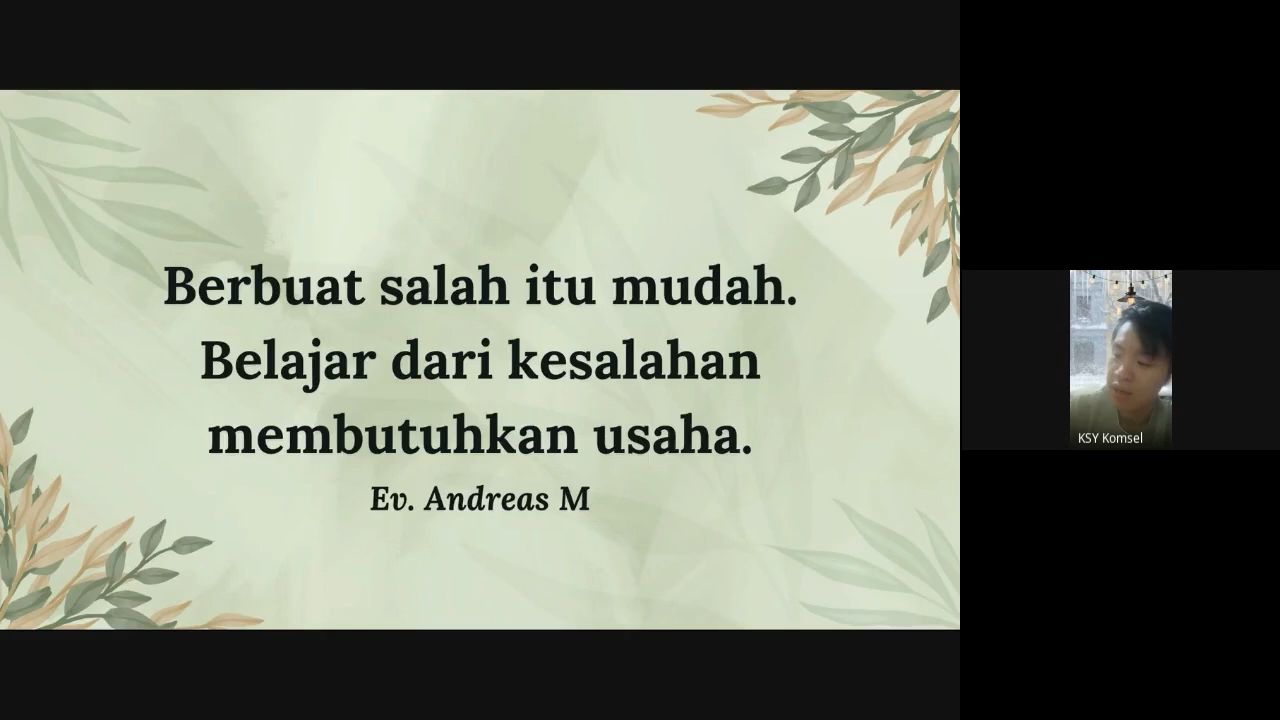 Berbuat salah itu mudah.
Belajar dari kesalahan
membutuhkan usaha.
Ev. Andreas M
KSY Komsel